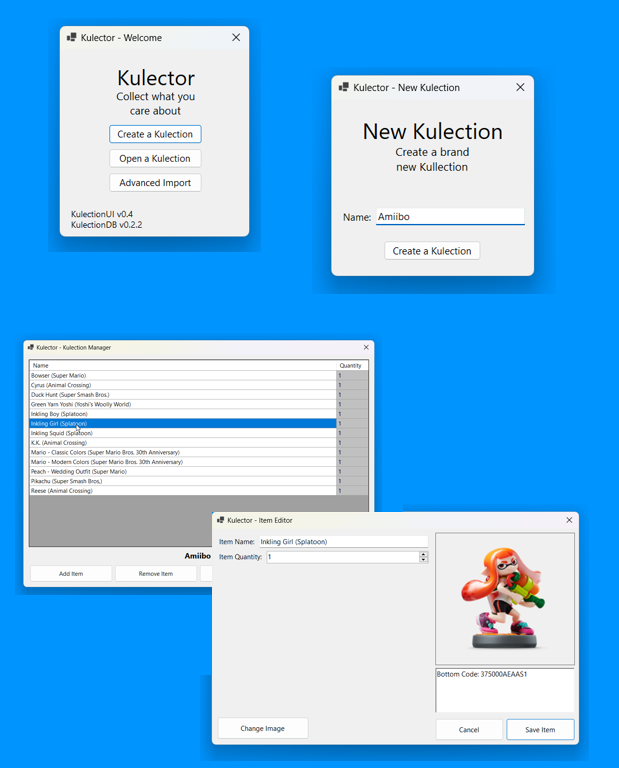 Kulector - Welcome
Kulector
Collect what you
care about
Create a Kulection
Open a Kulection
Advanced Import
KulectionUI v0.4
KulectionDB v0.2.2
Kulector - New Kulection
New Kulection
Create a brand
new Kullection
Name: Amiibo
Create a Kulection
Kulector - Kulection Manager
Name Quantity
Bowser (Super Mario) 1
Cyrus (Animal Crossing) 1
Duck Hunt (Super Smash Bros.) 1
Green Yarn Yoshi (Yoshi's Woolly World) 1
Inkling Boy (Splatoon) 1
Inkling Girl (Splatoon) 1
Inkling Squid (Splatoon) 1
K.K. (Animal Crossing) 1
Mario - Classic Colors (Super Mario Bros. 30th Anniversary) 1
Mario - Modern Colors (Super Mario Bros. 30th Anniversary) 1
Peach - Wedding Outfit (Super Mario) 1
Pikachu (Super Smash Bros.) 1
Reese (Animal Crossing) 1
Amiibo
Add Item Remove Item
Kulector - Item Editor
Item Name: Inkling Girl (Splatoon)
Item Quantity: 1
Bottom Code: 375000AEAAS1
Change Image Cancel Save Item